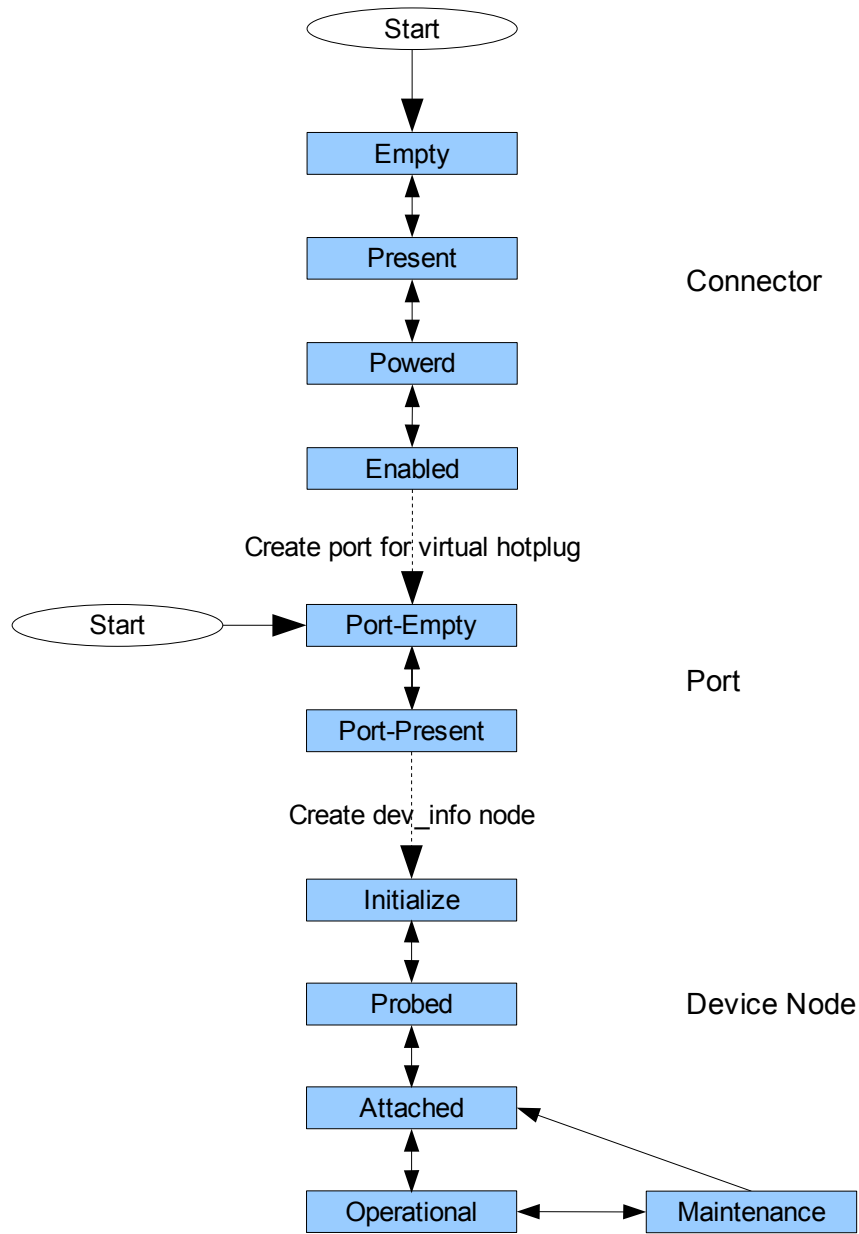 Start
Empty
Present
Connector
Powerd
Enabled
Create port for virtual hotplug
Start
Port-Empty
Port
Port-Present
Create dev_info node
Initialize
Probed
Device Node
Attached
Operational
Maintenance